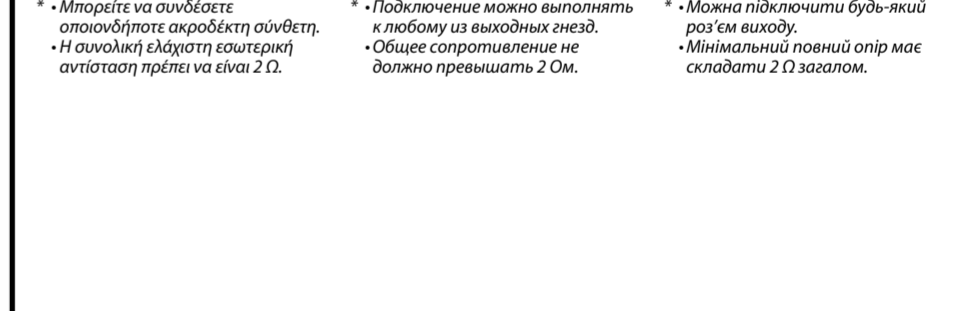 * • Μπορείτε να συνδέσετε
οποιονδήποτε ακροδέκτη σύνθετη.
• Η συνολική ελάχιστη εσωτερική
αντίσταση πρέπει να είναι 2 Ω.
* • Подключение можно выполнять
к любому из выходных гнезд.
• Общее сопротивление не
должно превышать 2 Ом.
* • Можна підключити будь-який
роз’єм виходу.
• Мінімальний повний опір має
складати 2 Ω загалом.